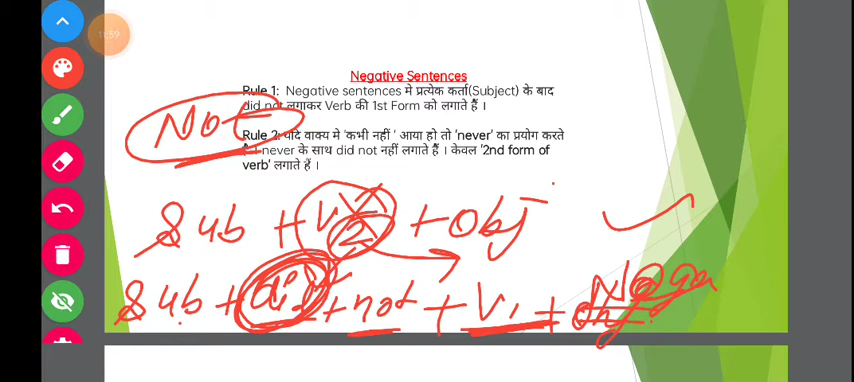 11:59
Negative Sentences
Rule 1: Negative sentences मे प्रत्येक कर्ता(Subject) के बाद
did not लगाकर Verb की 1st Form को लगाते हैं ।
Not
Rule 2: यदि वाक्य मे 'कभी नहीं ' आया हो तो 'never' का प्रयोग करते
never के साथ did not नहीं लगाते हैं । केवल '2nd form of
verb' लगाते हैं ।
Sub + V2 + Obj
Sub + did + not + V1 + Obj